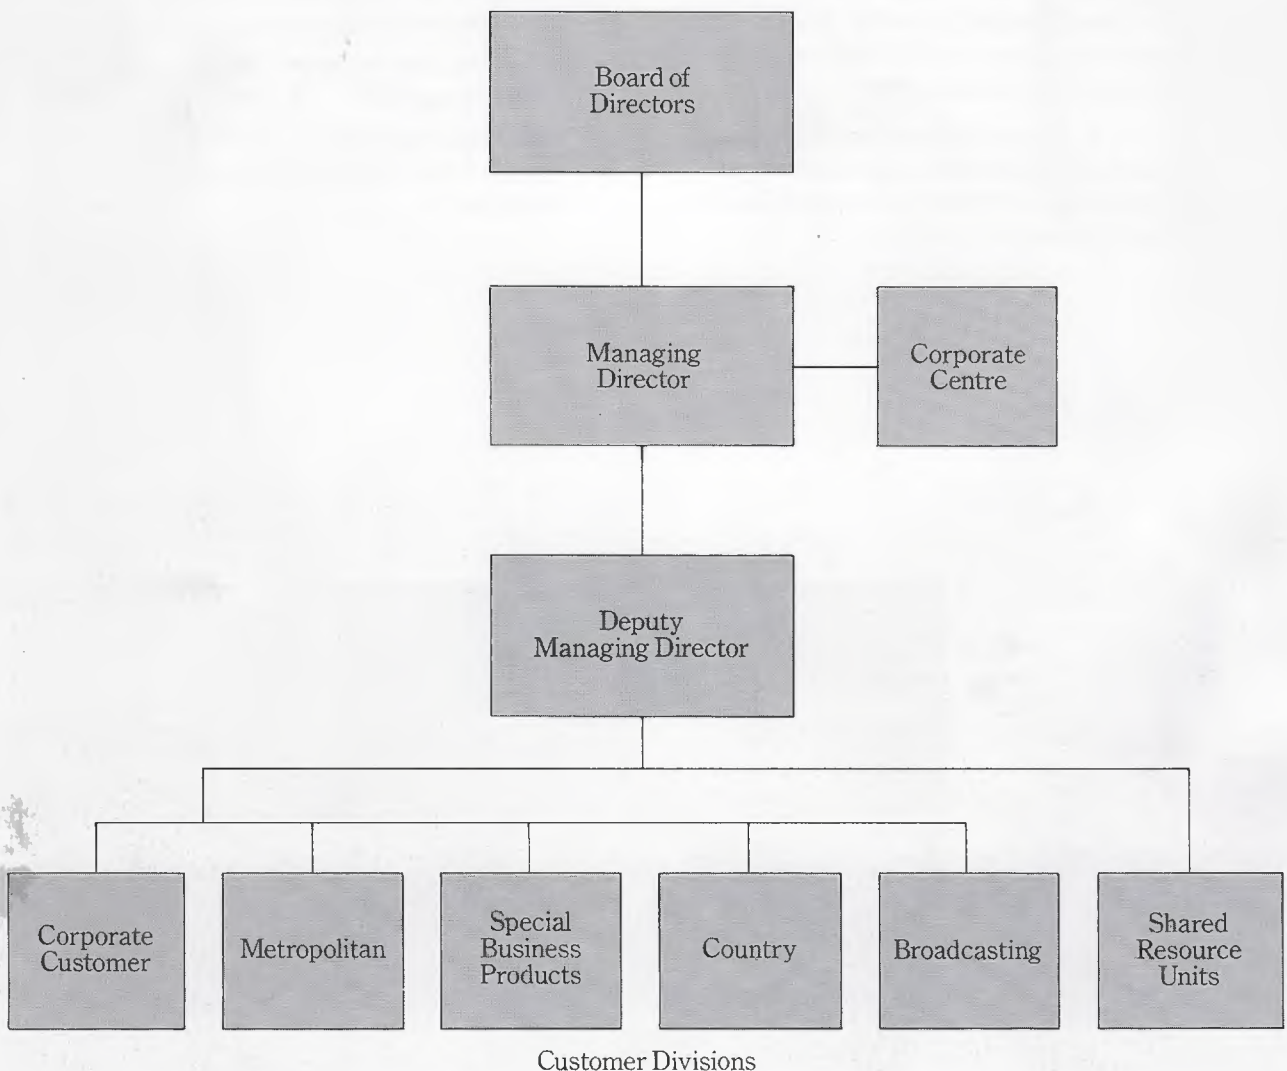 Board of
Directors
Managing
Director
Corporate
Centre
Deputy
Managing Director
Corporate
Customer
Metropolitan
Special
Business
Products
Country
Broadcasting
Shared
Resource
Units
Customer Divisions